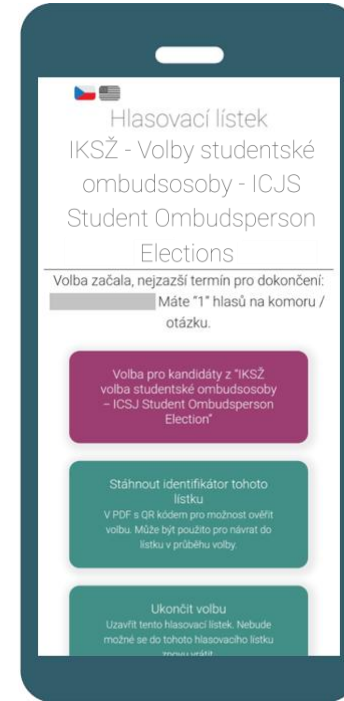 Hlasovací lístek
IKSŽ - Volby studentské
ombudsosoby - ICJS
Student Ombudsperson
Elections
Volba začala, nejzazší termín pro dokončení:
Máte "1" hlasů na komoru /
otázku.
Volba pro kandidáty z "IKSŽ
volba studentské ombudsosoby
– ICSJ Student Ombudsperson
Election"
Stáhnout identifikátor tohoto
lístku
V PDF s QR kódem pro možnost ověřit
volbu. Může být použito pro návrat do
lístku v průběhu volby.
Ukončit volbu
Uzavřít tento hlasovací lístek. Nebude
možné se do tohoto hlasovacího lístku
znovu vrátit